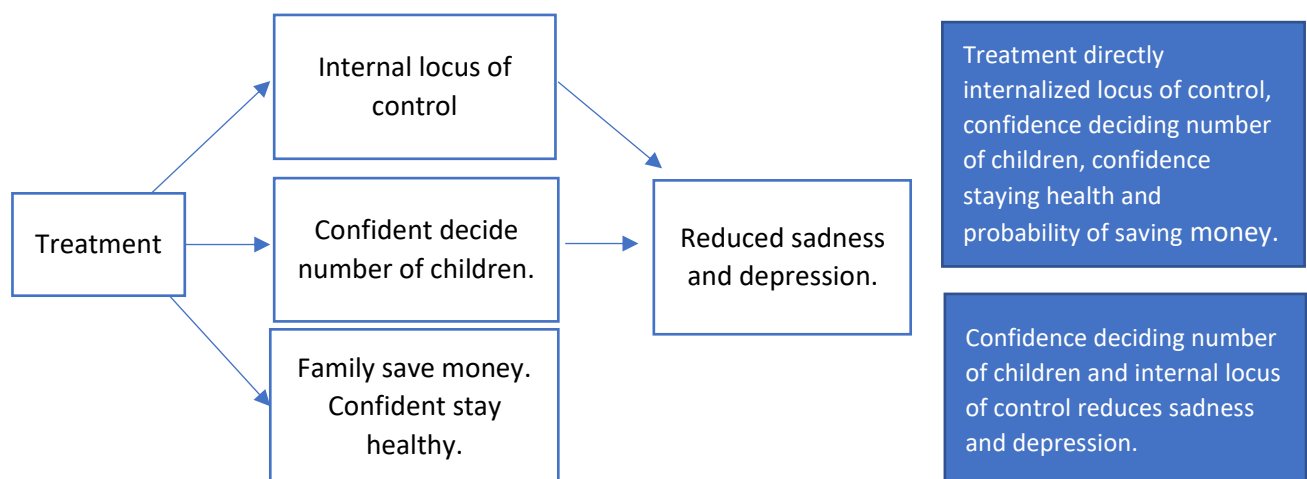 Treatment
Internal locus of
control
Confident decide
number of children.
Family save money.
Confident stay
healthy.
Reduced sadness
and depression.
Treatment directly
internalized locus of control,
confidence deciding number
of children, confidence
staying health and
probability of saving money.
Confidence deciding number
of children and internal locus
of control reduces sadness
and depression.